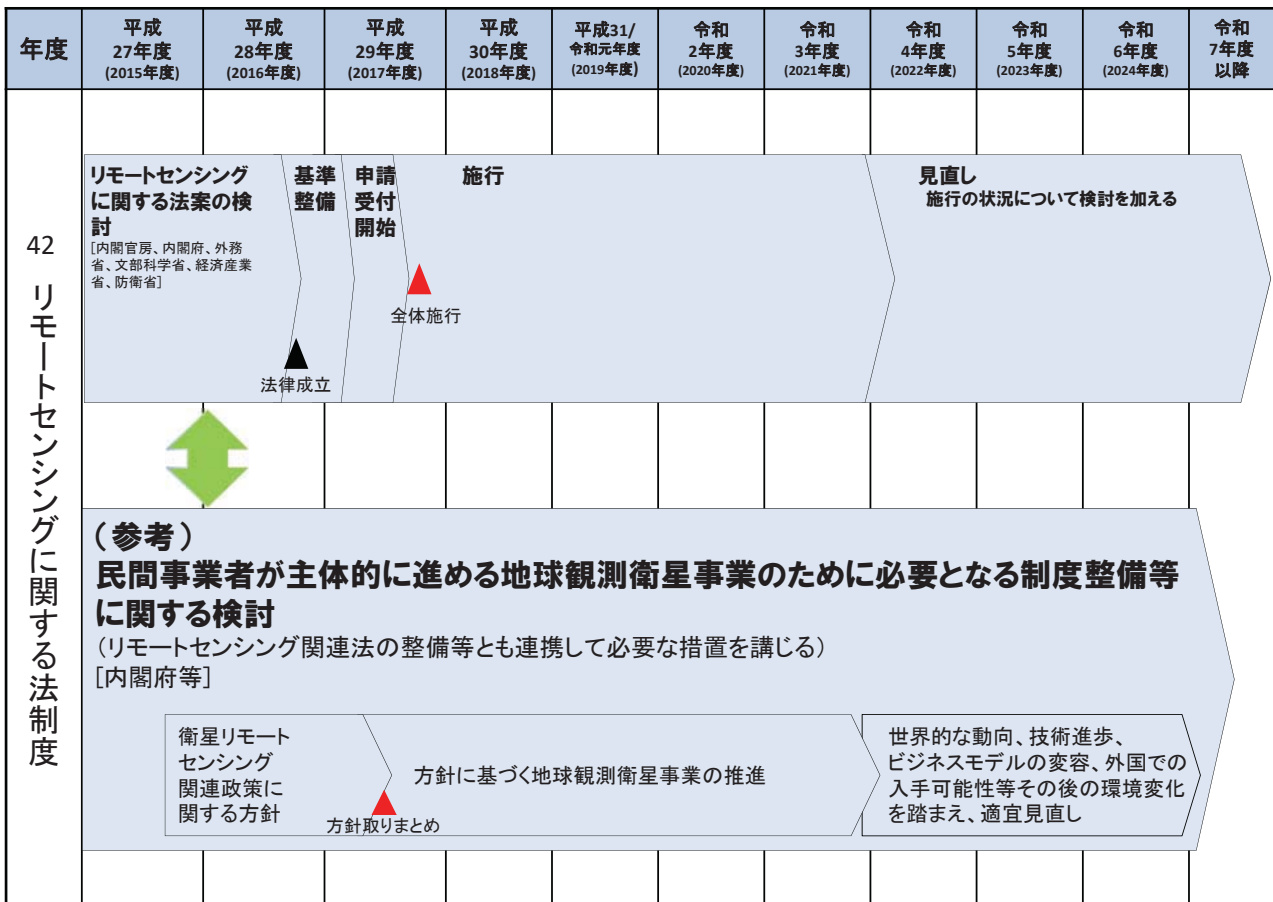 年度
平成
27年度
(2015年度)
平成
28年度
(2016年度)
平成
29年度
(2017年度)
平成
30年度
(2018年度)
平成31/
令和元年度
(2019年度)
令和
2年度
(2020年度)
令和
3年度
(2021年度)
令和
4年度
(2022年度)
令和
5年度
(2023年度)
令和
6年度
(2024年度)
令和
7年度
以降
42
リモートセンシングに関する法制度
リモートセンシング
に関する法案の検
討
[内閣官房、内閣府、外務
省、文部科学省、経済産業
省、防衛省]
基準
整備
申請
受付
開始
施行
見直し
施行の状況について検討を加える
全体施行
法律成立
（参考）
民間事業者が主体的に進める地球観測衛星事業のために必要となる制度整備等
に関する検討
（リモートセンシング関連法の整備等とも連携して必要な措置を講じる）
[内閣府等]
衛星リモート
センシング
関連政策に
関する方針
方針取りまとめ
方針に基づく地球観測衛星事業の推進
世界的な動向、技術進歩、
ビジネスモデルの変容、外国での
入手可能性等その後の環境変化
を踏まえ、適宜見直し